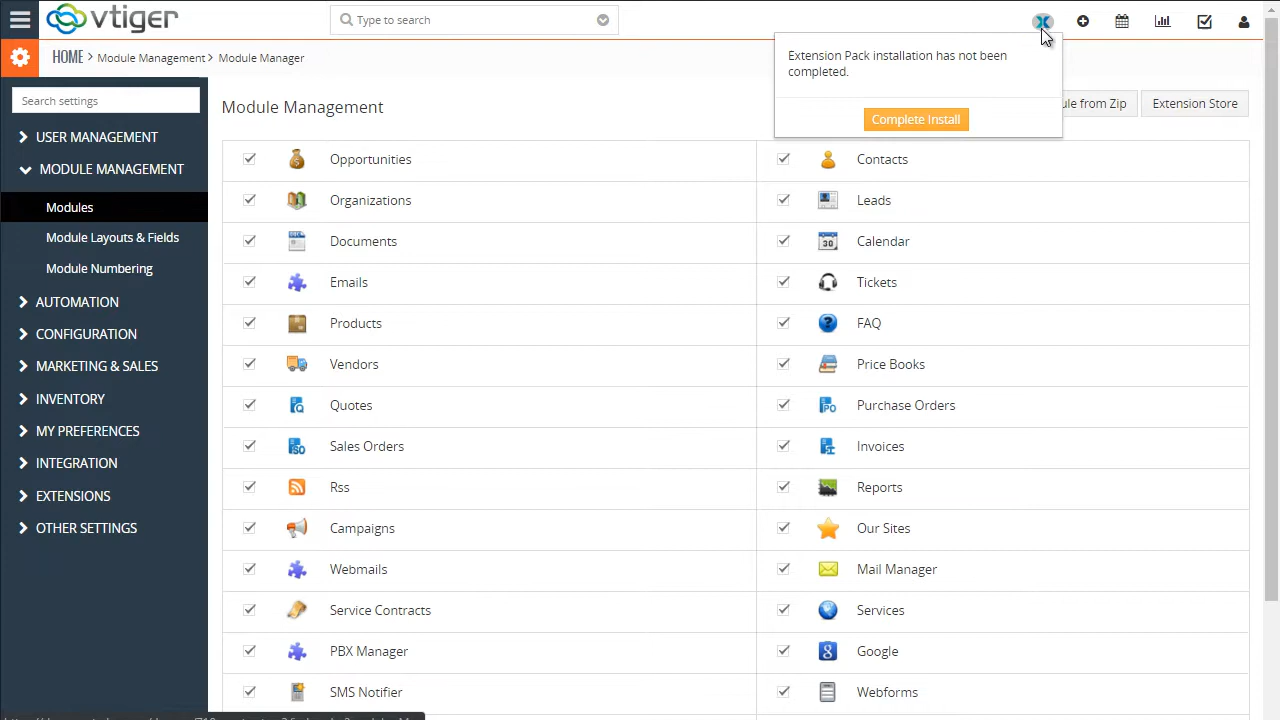 vtiger
Type to search
HOME
Module Management
Module Manager
Extension Pack installation has not been
completed.
Complete Install
Search settings
Module Management
ule from Zip
Extension Store
USER MANAGEMENT
MODULE MANAGEMENT
Modules
Module Layouts & Fields
Module Numbering
AUTOMATION
CONFIGURATION
MARKETING & SALES
INVENTORY
MY PREFERENCES
INTEGRATION
EXTENSIONS
OTHER SETTINGS
Opportunities
Contacts
Organizations
Leads
Documents
Calendar
Emails
Tickets
Products
FAQ
Vendors
Price Books
Quotes
Purchase Orders
Sales Orders
Invoices
Rss
Reports
Campaigns
Our Sites
Webmails
Mail Manager
Service Contracts
Services
PBX Manager
Google
SMS Notifier
Webforms